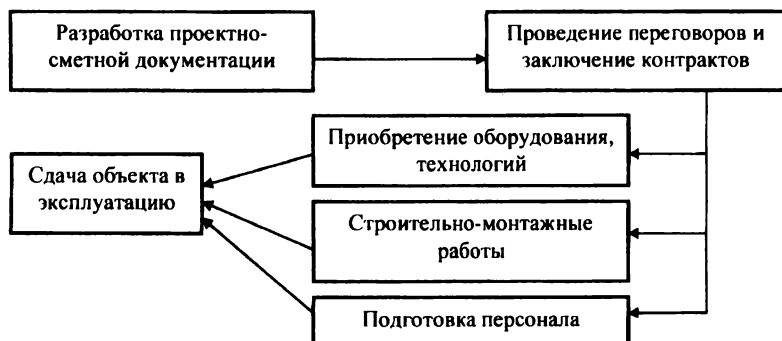 Разработка проектно-
сметной документации
Проведение переговоров и
заключение контрактов
Приобретение оборудования,
технологий
Сдача объекта в
эксплуатацию
Строительно-монтажные
работы
Подготовка персонала